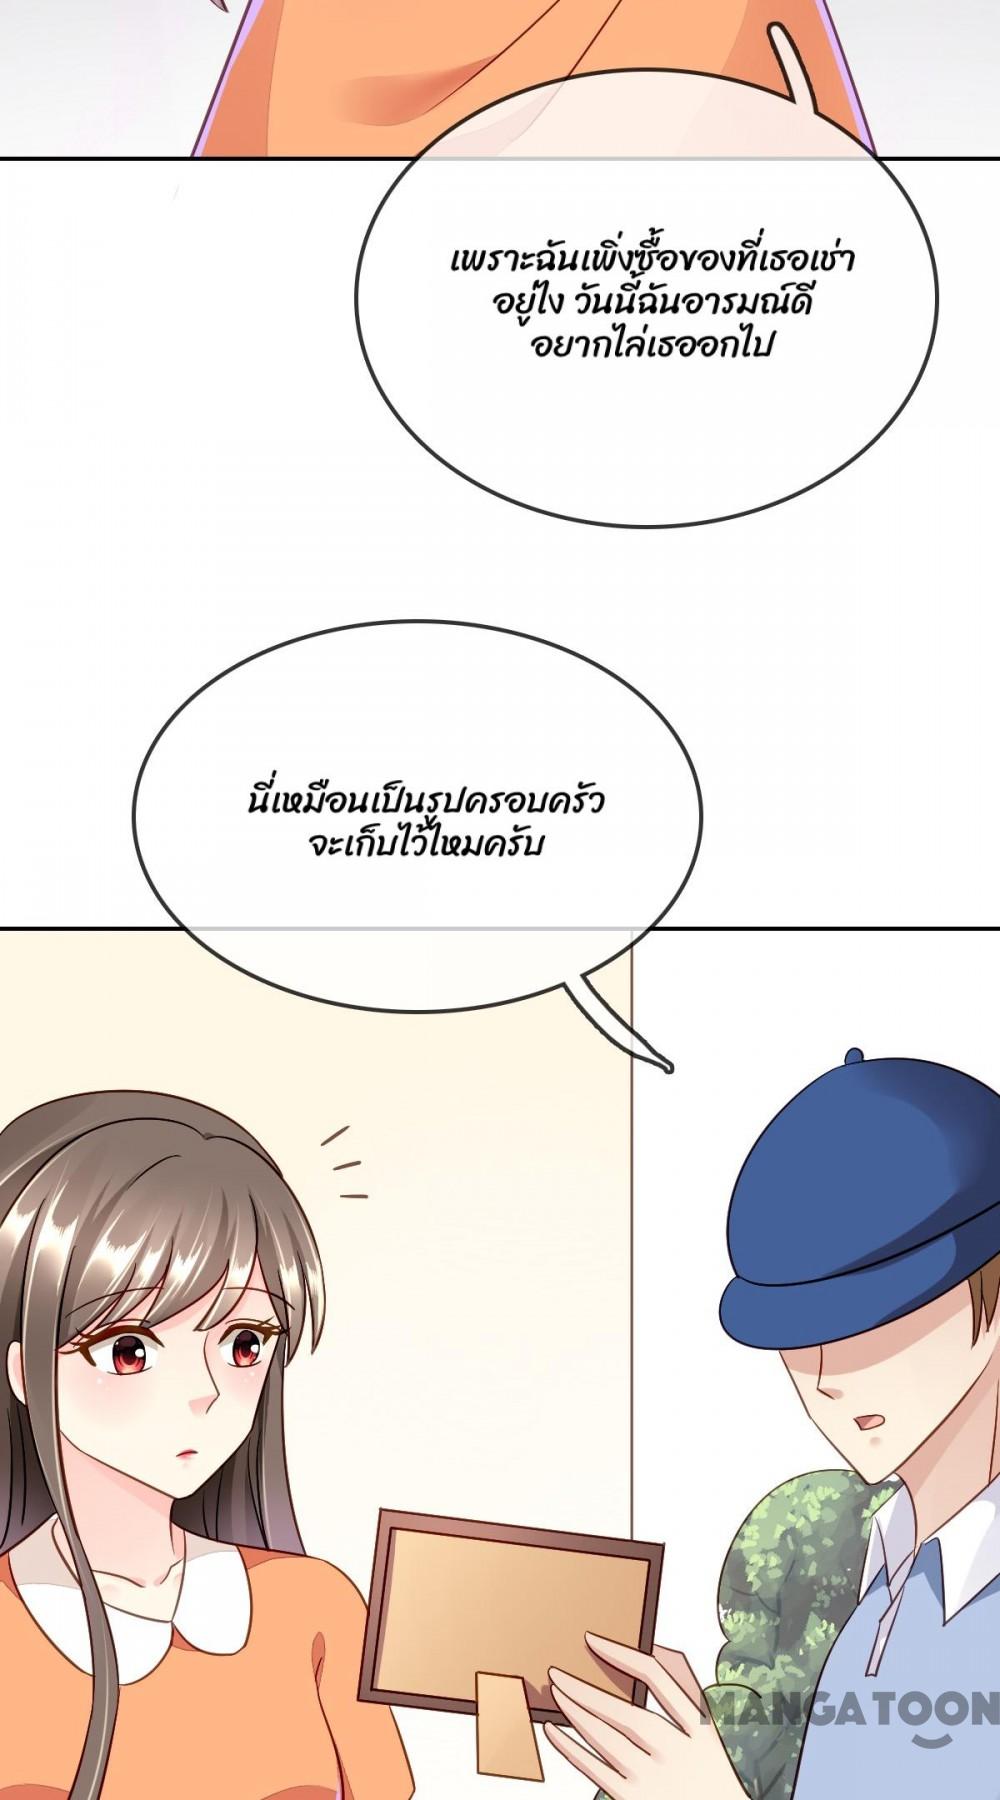 เพราะฉันเพิ่งซื้อของที่เธอเช่า
อยู่ไง วันนี้ฉันอารมณ์ดี
อยากไล่เธอออกไป
นี่เหมือนเป็นรูปครอบครัว
จะเก็บไว้ไหมครับ
MANGATOON